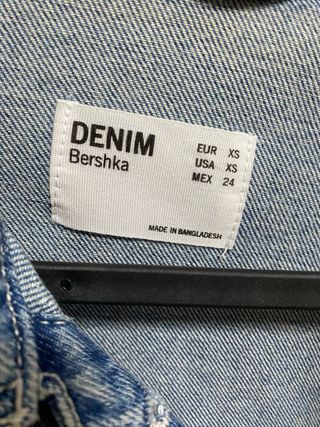 DENIM
Bershka
EUR XS
USA XS
MEX 24
MADE IN BANGLADESH